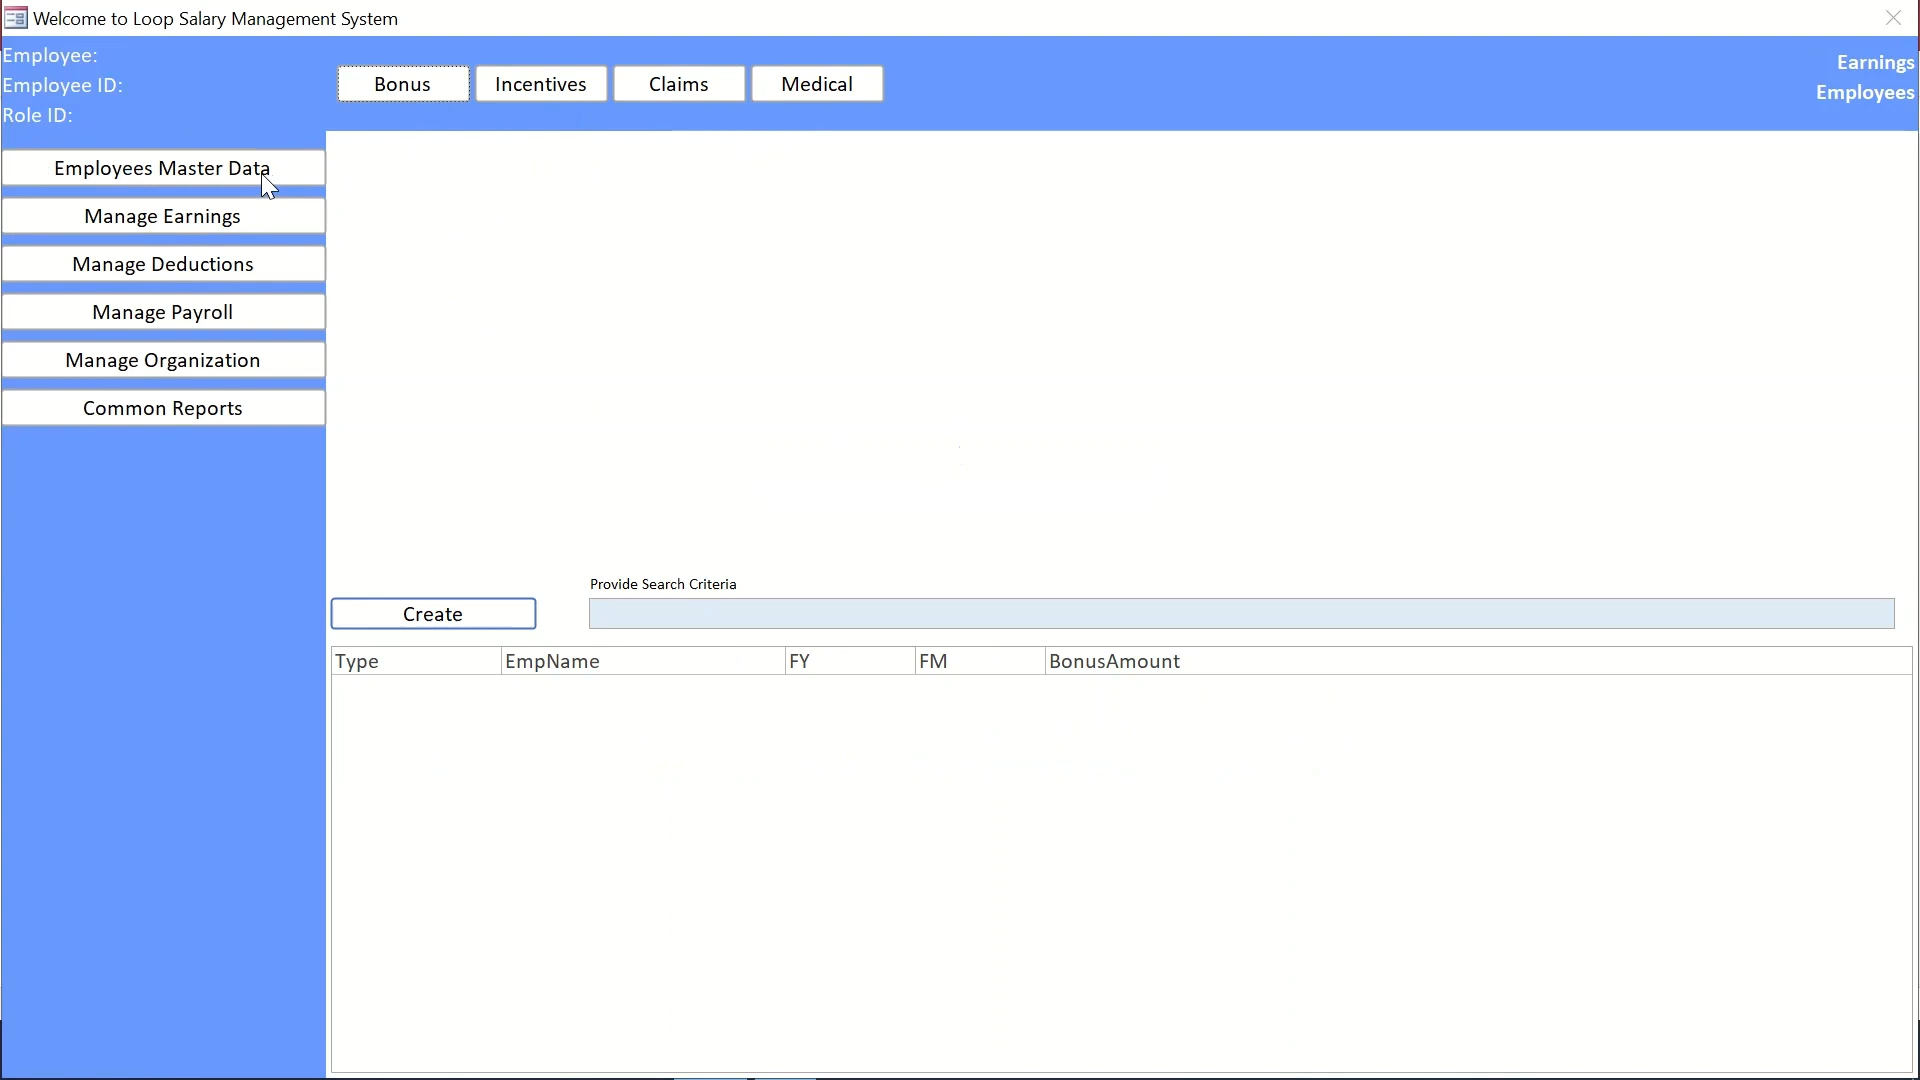 Welcome to Loop Salary Management System
Employee:
Employee ID:
Role ID:
Bonus
Incentives
Claims
Medical
Earnings
Employees
Employees Master Data
Manage Earnings
Manage Deductions
Manage Payroll
Manage Organization
Common Reports
Provide Search Criteria
Create
Type EmpName FY FM BonusAmount